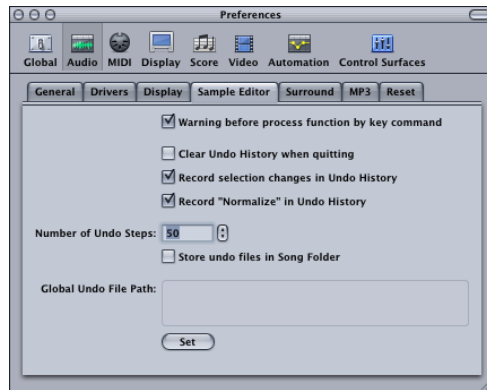 Preferences
Global Audio MIDI Display Score Video Automation Control Surfaces
General Drivers Display Sample Editor Surround MP3 Reset
Warning before process function by key command
Clear Undo History when quitting
Record selection changes in Undo History
Record "Normalize" in Undo History
Number of Undo Steps: 50
Store undo files in Song Folder
Global Undo File Path:
Set